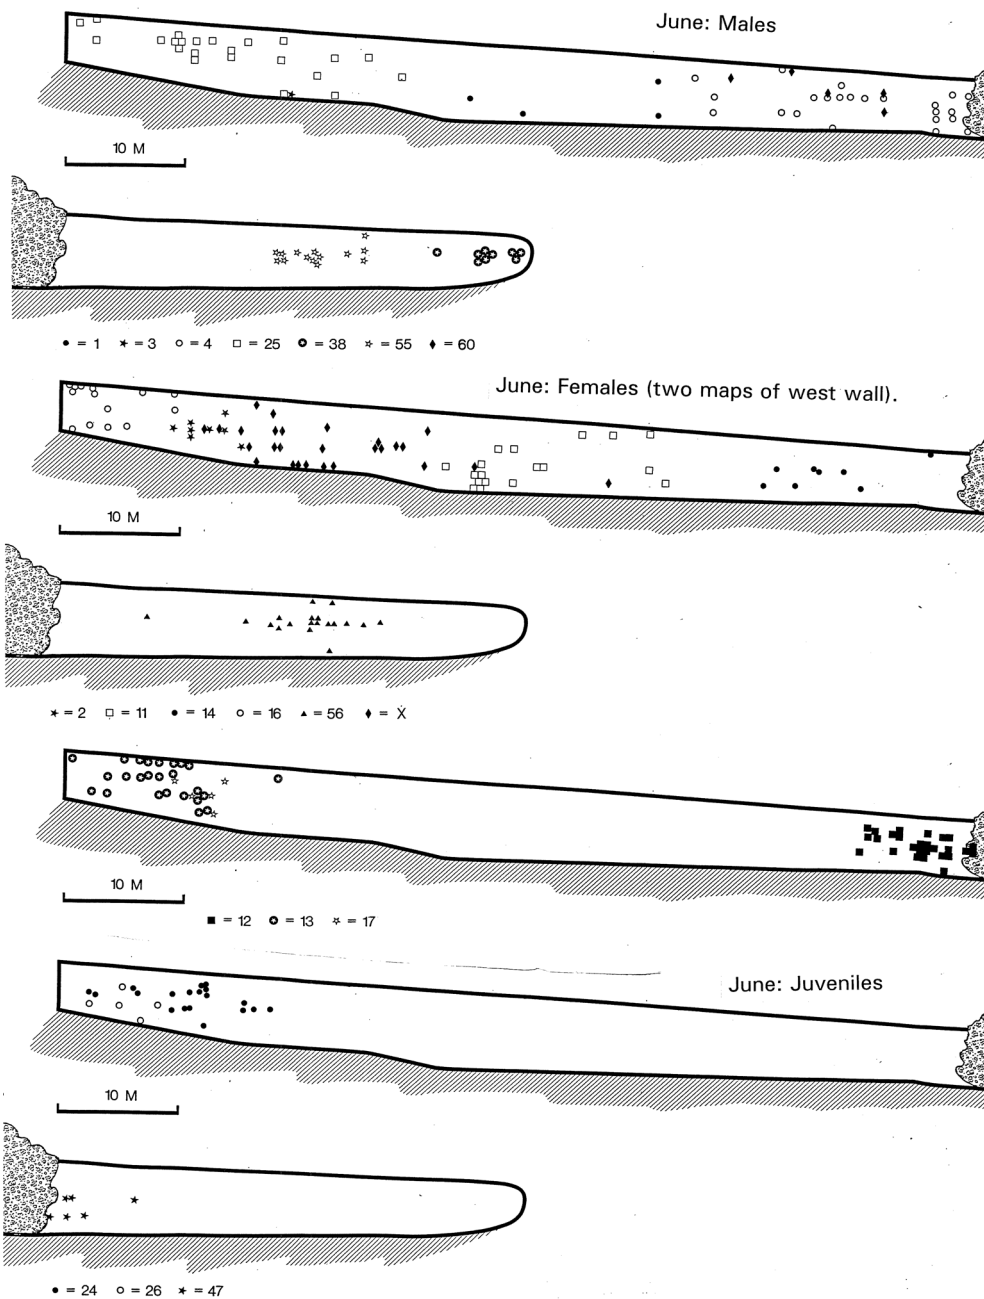 June: Males
10 M
● = 1 ★ = 3 ○ = 4 □ = 25 ✪ = 38 ☆ = 55 ♦ = 60
June: Females (two maps of west wall).
10 M
★ = 2 □ = 11 ● = 14 ○ = 16 ▲ = 56 ♦ = X
10 M
■ = 12 ✪ = 13 ☆ = 17
June: Juveniles
10 M
● = 24 ○ = 26 ★ = 47